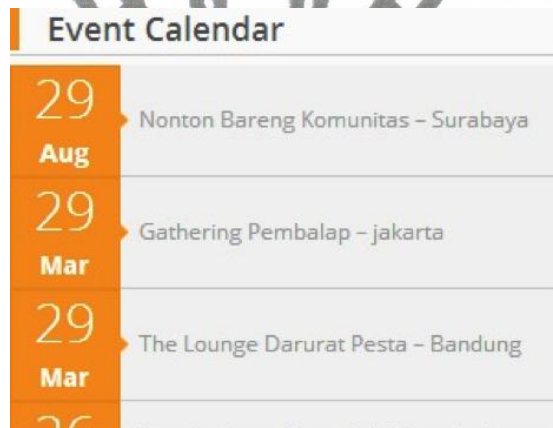 Event Calendar
29
Aug
Nonton Bareng Komunitas – Surabaya
29
Mar
Gathering Pembalap – jakarta
29
Mar
The Lounge Darurat Pesta – Bandung